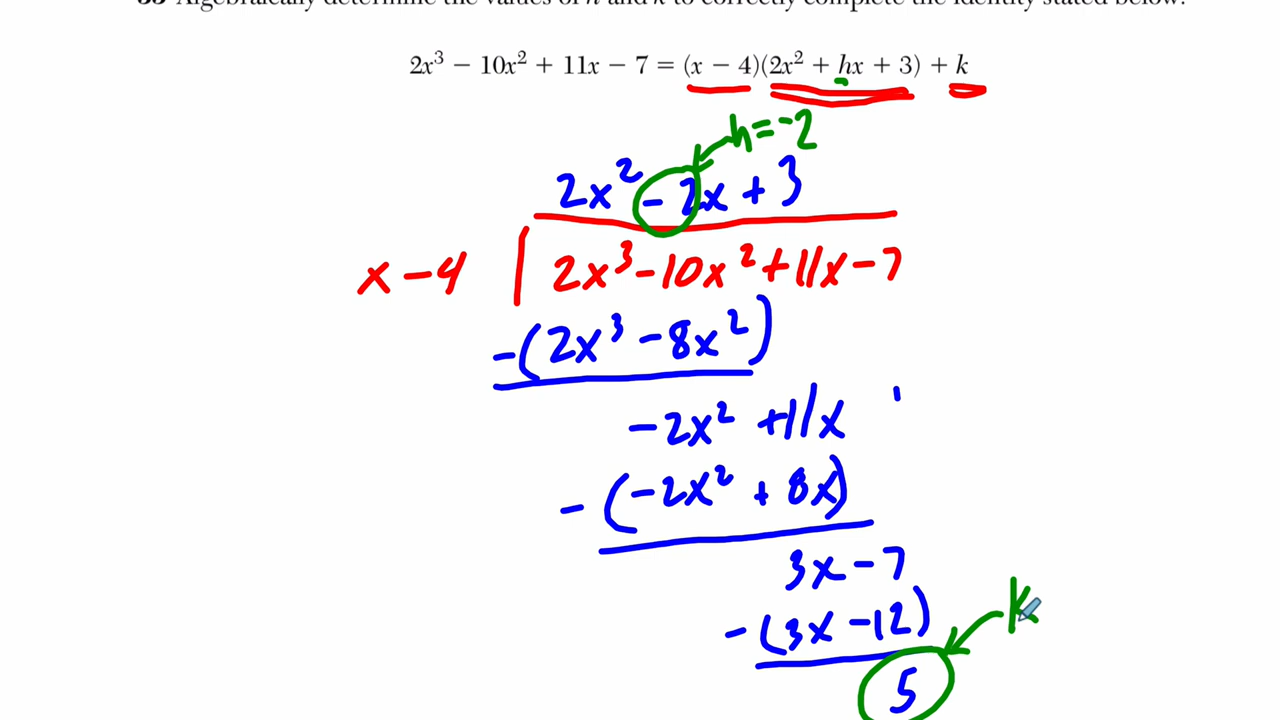 Algebraically determine the values of h and k to correctly complete the identity stated below.
2x³ − 10x² + 11x − 7 = (x − 4)(2x² + hx + 3) + k
h = -2
2x² - 2x + 3
x - 4 2x³ - 10x² + 11x - 7
-(2x³ - 8x²)
-2x² + 11x
-(-2x² + 8x)
3x - 7
-(3x - 12)
k
5